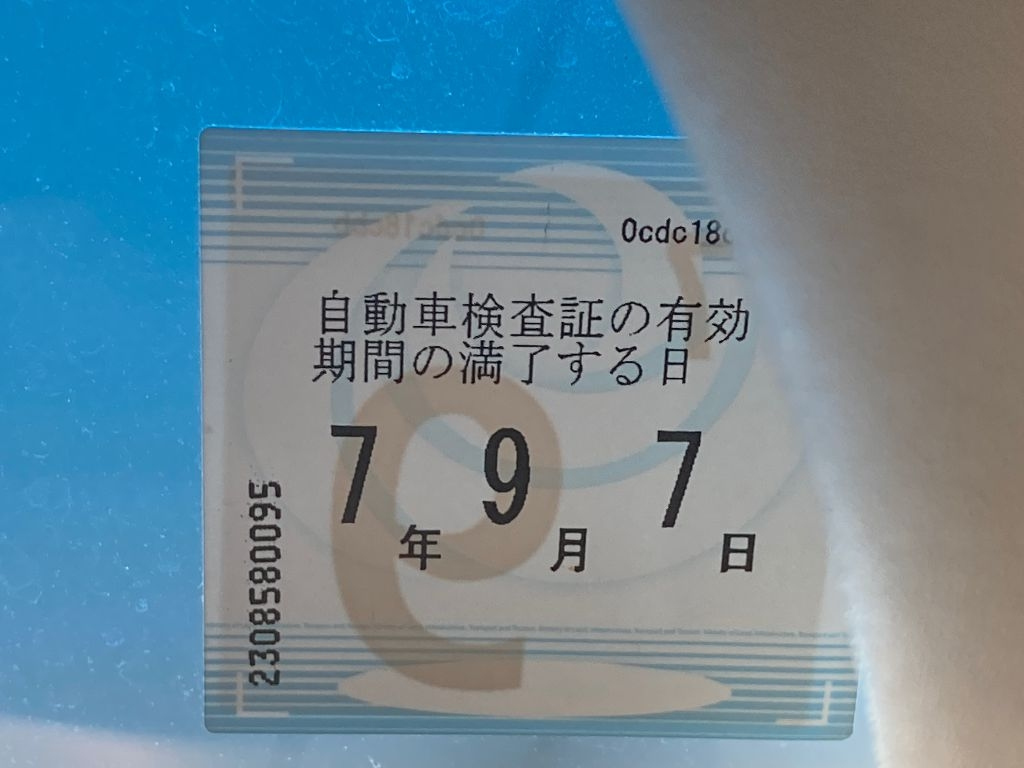 0cdc18
自動車検査証の有効
期間の満了する日
7年 9月 7日
2308580095